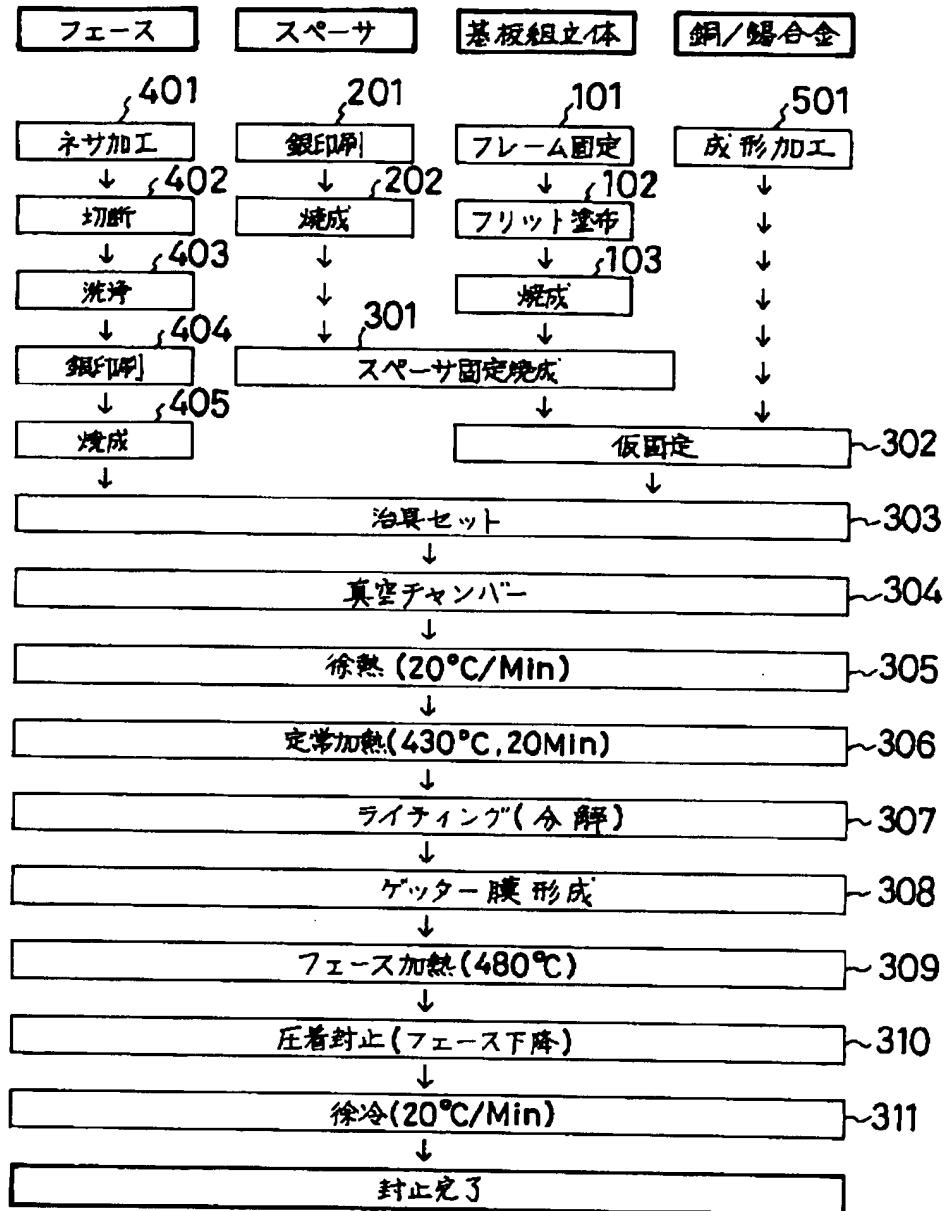 フェース スペーサ 基板組立体 銅/錫合金
401 201 101 501
ネサ加工 銀印刷 フレーム固定 成形加工
402 202 102
切断 焼成 フリット塗布
403 103
洗浄 焼成
404 301
銀印刷 スペーサ固定焼成
405
焼成 仮固定 302
治具セット 303
真空チャンバー 304
徐熱(20°C/Min) 305
定常加熱(430°C,20Min) 306
ライティング(分解) 307
ゲッター膜形成 308
フェース加熱(480°C) 309
圧着封止(フェース下降) 310
徐冷(20°C/Min) 311
封止完了